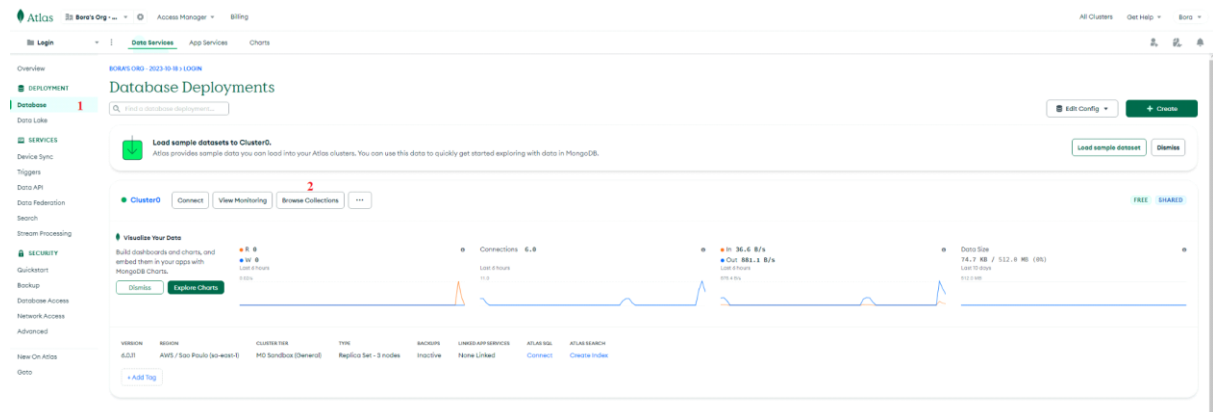 Atlas Bora's Org - ... Access Manager Billing All Clusters Get Help Bora
Login Data Services App Services Charts
Overview
DEPLOYMENT
Database 1
Data Lake
SERVICES
Device Sync
Triggers
Data API
Data Federation
Search
Stream Processing
SECURITY
Quickstart
Backup
Database Access
Network Access
Advanced
New On Atlas
Goto
BORA'S ORG - 2023-10-18 > LOGIN
Database Deployments
Find a database deployment...
Edit Config + Create
Load sample datasets to Cluster0.
Atlas provides sample data you can load into your Atlas clusters. You can use this data to quickly get started exploring with data in MongoDB.
Load sample dataset Dismiss
2
Cluster0 Connect View Monitoring Browse Collections ... FREE SHARED
Visualize Your Data
Build dashboards and charts, and
embed them in your apps with
MongoDB Charts.
Dismiss Explore Charts
R 0
W 0
Last 6 hours
Connections 6.0
Last 6 hours
11.0
In 36.6 B/s
Out 881.1 B/s
Last 6 hours
Data Size
74.7 KB / 512.0 MB (0%)
Last 10 days
512.0 MB
VERSION REGION CLUSTER TIER TYPE BACKUPS LINKED APP SERVICES ATLAS SQL ATLAS SEARCH
6.0.11 AWS / Sao Paulo (sa-east-1) M0 Sandbox (General) Replica Set - 3 nodes Inactive None Linked Connect Create Index
+ Add Tag